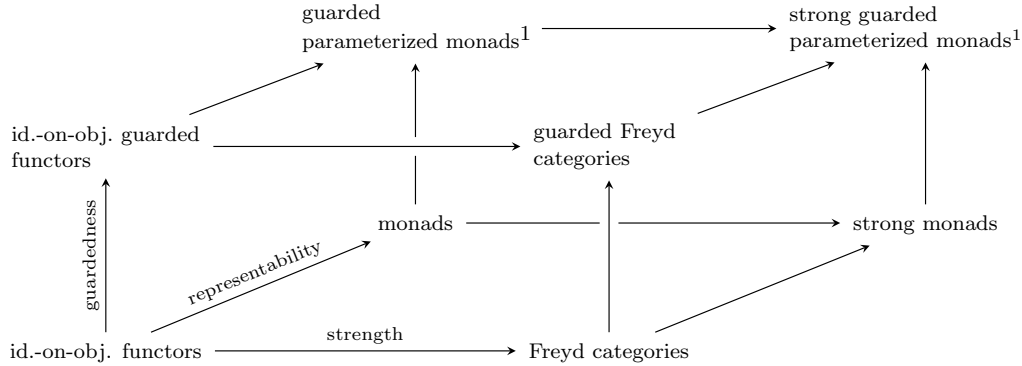 guarded
parameterized monads¹
strong guarded
parameterized monads¹
id.-on-obj. guarded
functors
guarded Freyd
categories
guardedness
monads
strong monads
representability
strength
id.-on-obj. functors
Freyd categories